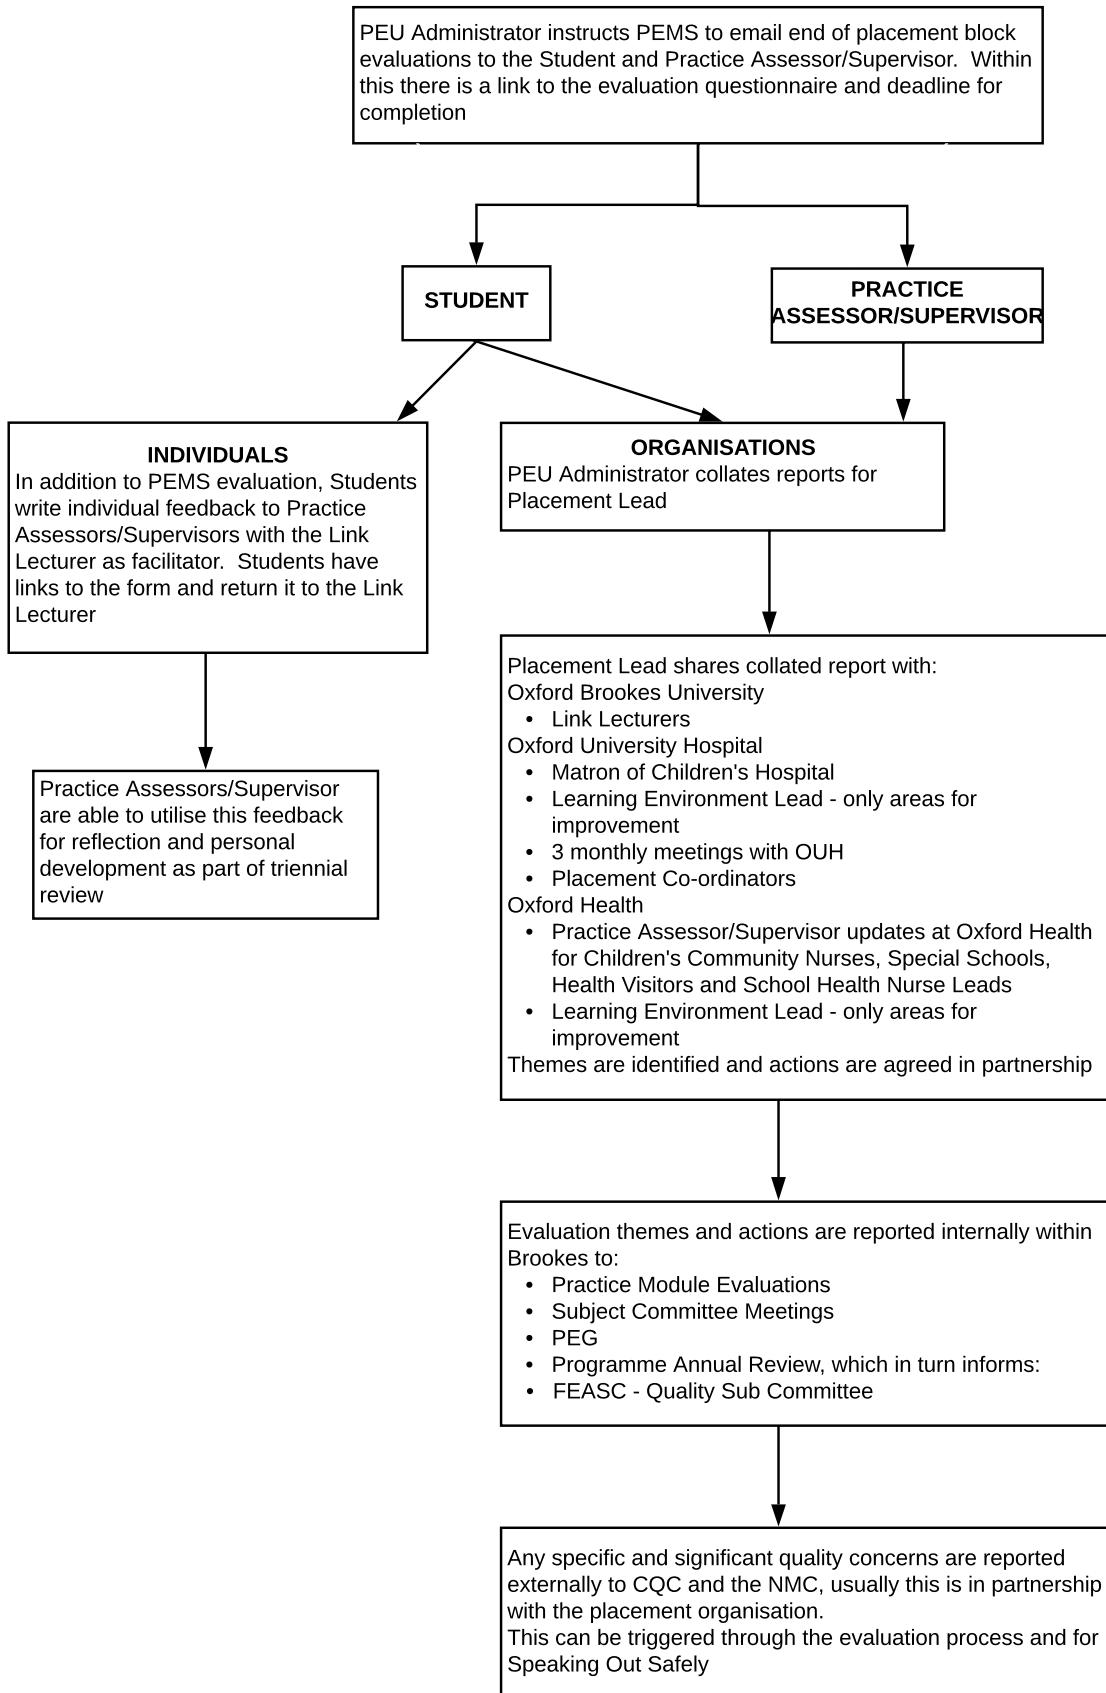 PEU Administrator instructs PEMS to email end of placement block
evaluations to the Student and Practice Assessor/Supervisor.  Within
this there is a link to the evaluation questionnaire and deadline for
completion
STUDENT
PRACTICE
ASSESSOR/SUPERVISOR
INDIVIDUALS
In addition to PEMS evaluation, Students
write individual feedback to Practice
Assessors/Supervisors with the Link
Lecturer as facilitator.  Students have
links to the form and return it to the Link
Lecturer
ORGANISATIONS
PEU Administrator collates reports for
Placement Lead
Practice Assessors/Supervisor
are able to utilise this feedback
for reflection and personal
development as part of triennial
review
Placement Lead shares collated report with:
Oxford Brookes University
• Link Lecturers
Oxford University Hospital
• Matron of Children's Hospital
• Learning Environment Lead - only areas for
improvement
• 3 monthly meetings with OUH
• Placement Co-ordinators
Oxford Health
• Practice Assessor/Supervisor updates at Oxford Health
for Children's Community Nurses, Special Schools,
Health Visitors and School Health Nurse Leads
• Learning Environment Lead - only areas for
improvement
Themes are identified and actions are agreed in partnership
Evaluation themes and actions are reported internally within
Brookes to:
• Practice Module Evaluations
• Subject Committee Meetings
• PEG
• Programme Annual Review, which in turn informs:
• FEASC - Quality Sub Committee
Any specific and significant quality concerns are reported
externally to CQC and the NMC, usually this is in partnership
with the placement organisation.
This can be triggered through the evaluation process and for
Speaking Out Safely